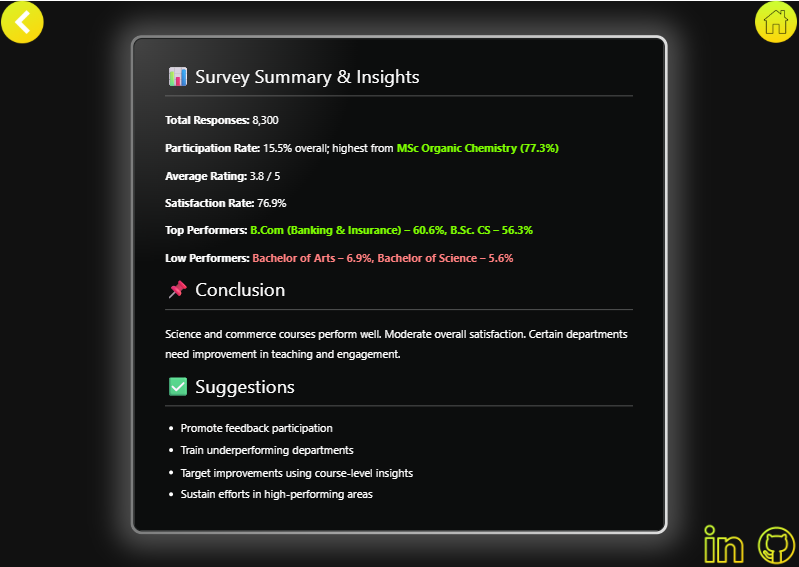 Survey Summary & Insights
Total Responses: 8,300
Participation Rate: 15.5% overall; highest from MSc Organic Chemistry (77.3%)
Average Rating: 3.8 / 5
Satisfaction Rate: 76.9%
Top Performers: B.Com (Banking & Insurance) – 60.6%, B.Sc. CS – 56.3%
Low Performers: Bachelor of Arts – 6.9%, Bachelor of Science – 5.6%
Conclusion
Science and commerce courses perform well. Moderate overall satisfaction. Certain departments
need improvement in teaching and engagement.
Suggestions
• Promote feedback participation
• Train underperforming departments
• Target improvements using course-level insights
• Sustain efforts in high-performing areas
in